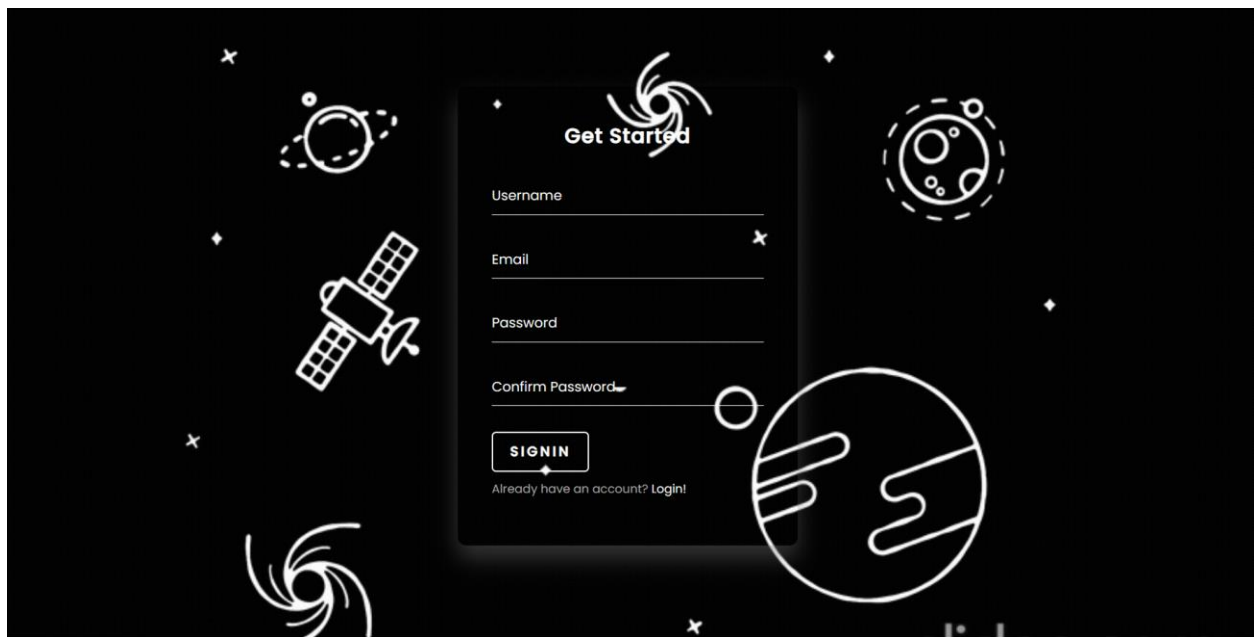 Get Started
Username
Email
Password
Confirm Password
SIGNIN
Already have an account? Login!